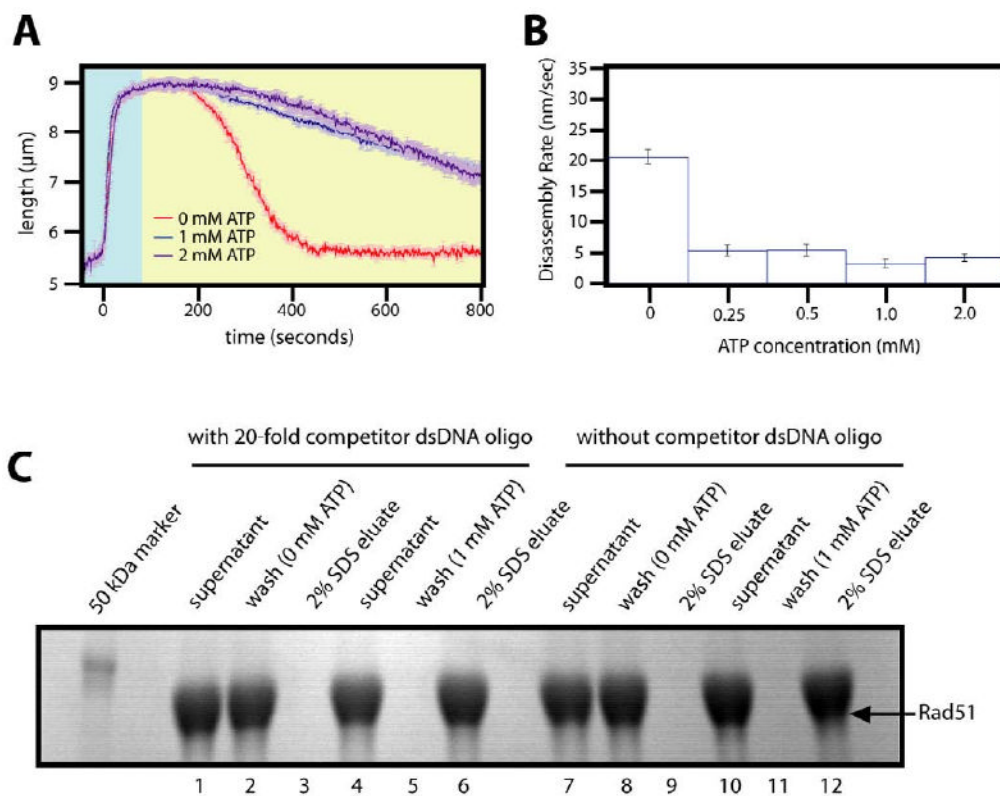 A
9
8
7
6
5
length (µm)
0 mM ATP
1 mM ATP
2 mM ATP
0 200 400 600 800
time (seconds)
B
35
30
25
20
15
10
5
0
Disassembly Rate (nm/sec)
0 0.25 0.5 1.0 2.0
ATP concentration (mM)
C
with 20-fold competitor dsDNA oligo
without competitor dsDNA oligo
50 kDa marker
supernatant
wash (0 mM ATP)
2% SDS eluate
supernatant
wash (1 mM ATP)
2% SDS eluate
supernatant
wash (0 mM ATP)
2% SDS eluate
supernatant
wash (1 mM ATP)
2% SDS eluate
Rad51
1 2 3 4 5 6 7 8 9 10 11 12